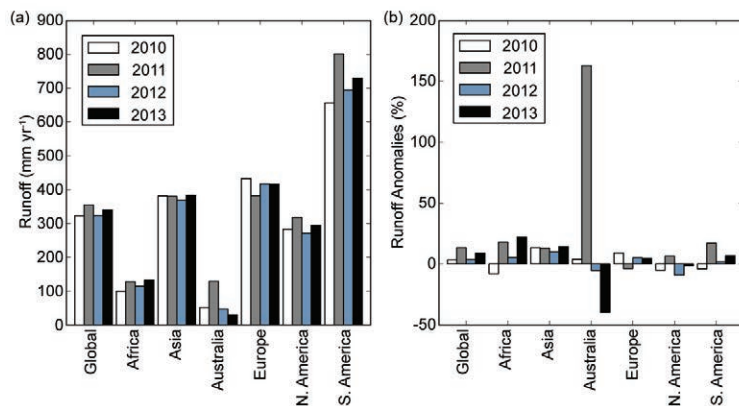 (a)
900
800
700
600
500
400
300
200
100
0
Runoff (mm yr⁻¹)
2010
2011
2012
2013
Global
Africa
Asia
Australia
Europe
N. America
S. America
(b)
200
150
100
50
0
-50
Runoff Anomalies (%)
2010
2011
2012
2013
Global
Africa
Asia
Australia
Europe
N. America
S. America